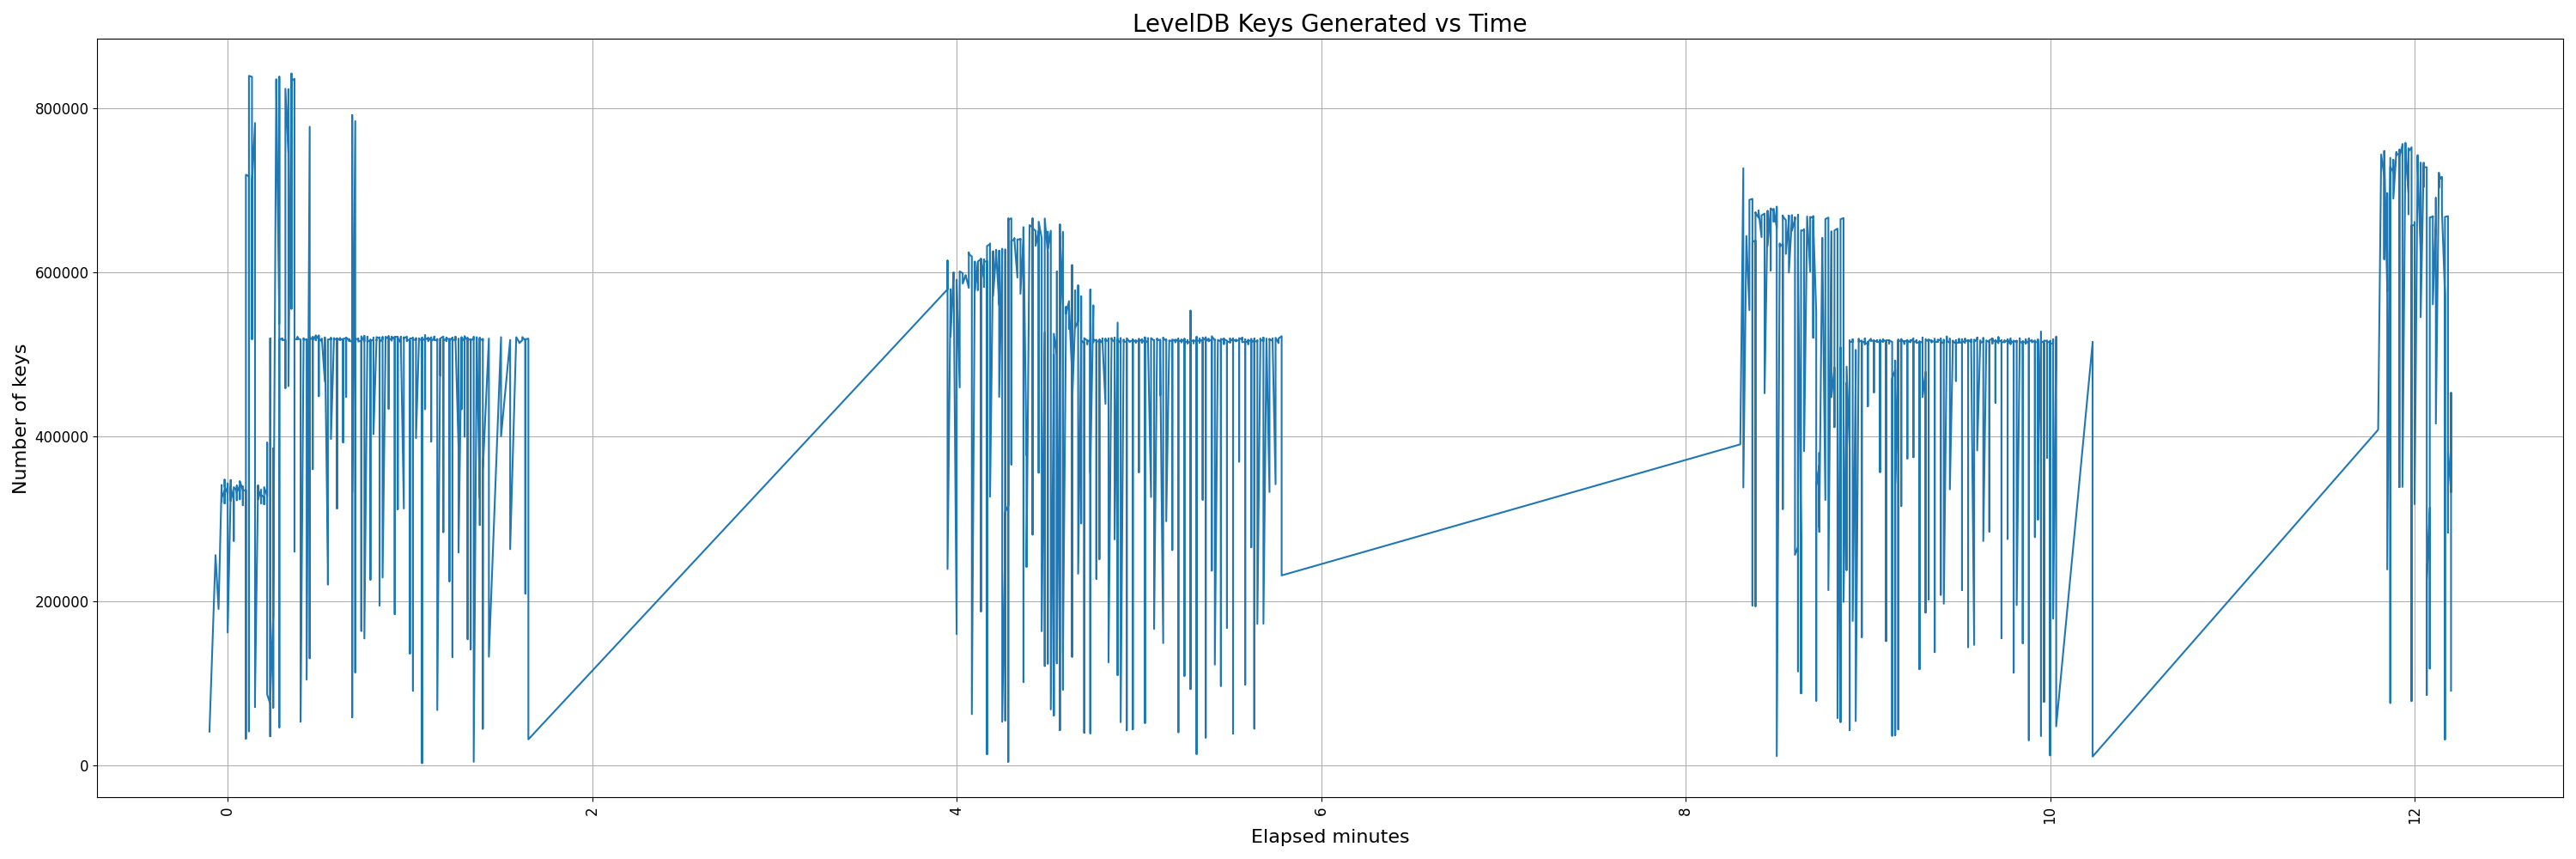 LevelDB Keys Generated vs Time
Number of keys
800000
600000
400000
200000
0
0 2 4 6 8 10 12
Elapsed minutes